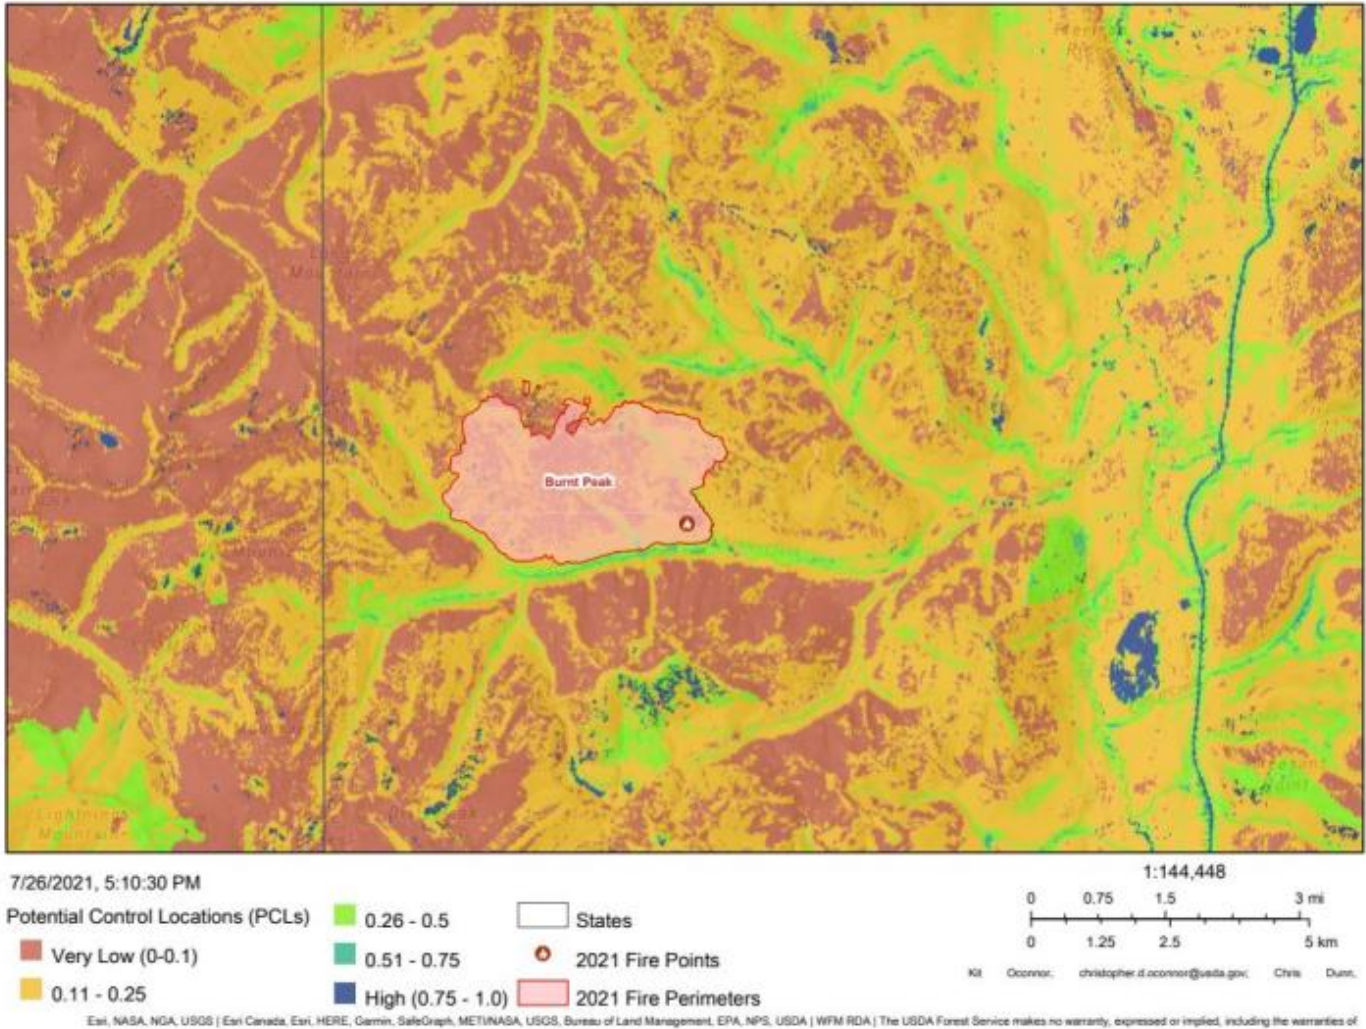 Burnt Peak
Lightning
Mountain
7/26/2021, 5:10:30 PM
1:144,448
Potential Control Locations (PCLs)
Very Low (0-0.1)
0.11 - 0.25
0.26 - 0.5
0.51 - 0.75
High (0.75 - 1.0)
States
2021 Fire Points
2021 Fire Perimeters
0 0.75 1.5 3 mi
0 1.25 2.5 5 km
Kit Oconnor, christopher.d.oconnor@usda.gov; Chris Dunn,
Esri, NASA, NGA, USGS | Esri Canada, Esri, HERE, Garmin, SafeGraph, METI/NASA, USGS, Bureau of Land Management, EPA, NPS, USDA | WFM RDA | The USDA Forest Service makes no warranty, expressed or implied, including the warranties of